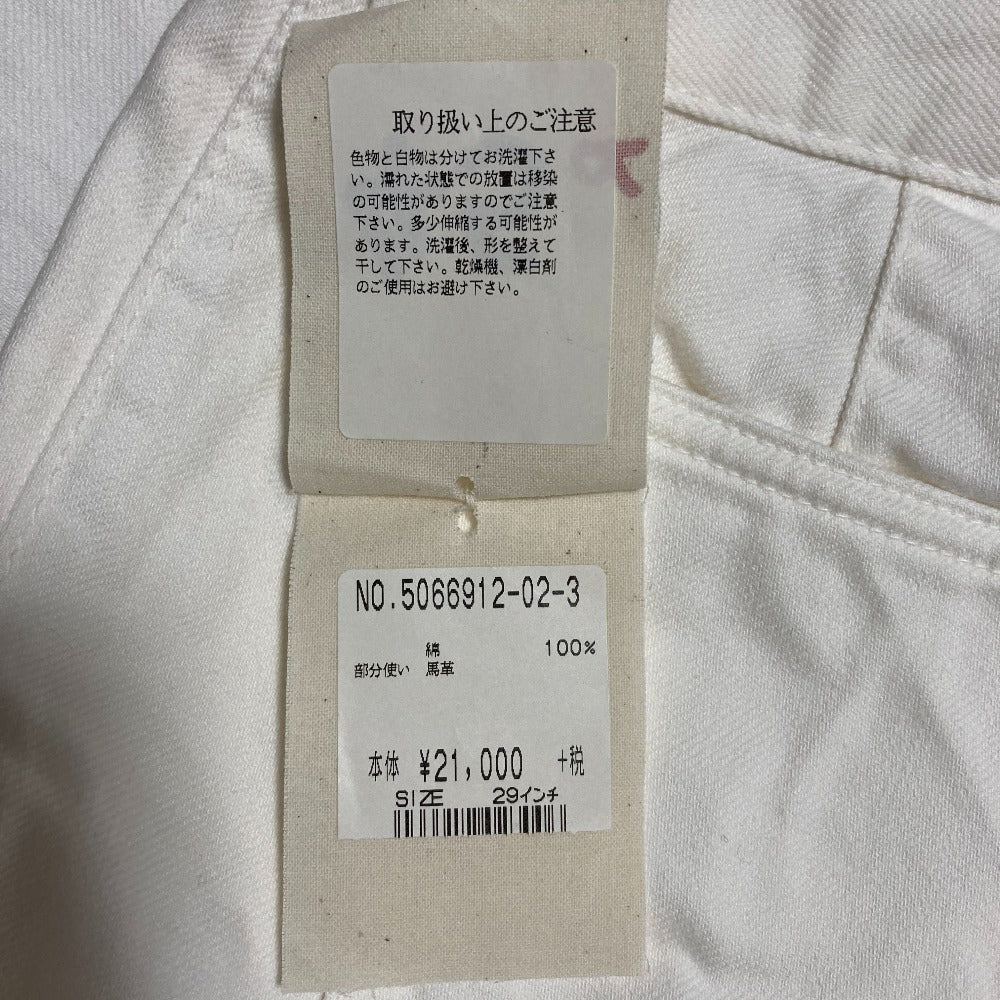 取り扱い上のご注意
色物と白物は分けてお洗濯下さ
い。濡れた状態での放置は移染
の可能性がありますのでご注意
下さい。多少伸縮する可能性が
あります。洗濯後、形を整えて
干して下さい。乾燥機、漂白剤
のご使用はお避け下さい。
NO.5066912-02-3
綿 100%
部分使い 馬革
本体 ¥21,000 +税
SIZE 29インチ